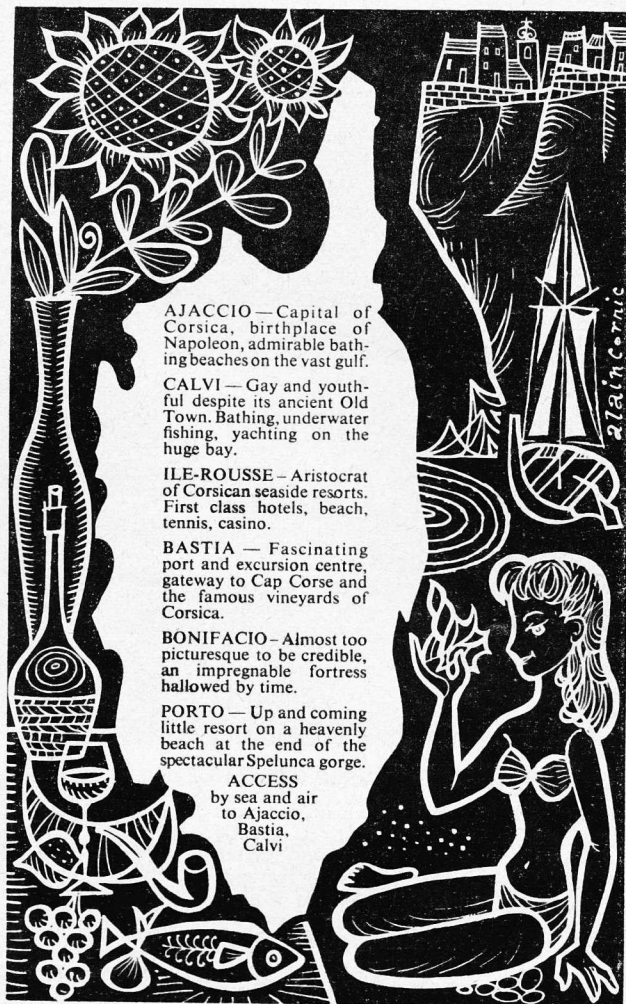 AJACCIO — Capital of
Corsica, birthplace of
Napoleon, admirable bath-
ing beaches on the vast gulf.
CALVI — Gay and youth-
ful despite its ancient Old
Town. Bathing, underwater
fishing, yachting on the
huge bay.
ILE-ROUSSE – Aristocrat
of Corsican seaside resorts.
First class hotels, beach,
tennis, casino.
BASTIA — Fascinating
port and excursion centre,
gateway to Cap Corse and
the famous vineyards of
Corsica.
BONIFACIO – Almost too
picturesque to be credible,
an impregnable fortress
hallowed by time.
PORTO — Up and coming
little resort on a heavenly
beach at the end of the
spectacular Spelunca gorge.
ACCESS
by sea and air
to Ajaccio,
Bastia,
Calvi
alain cornic